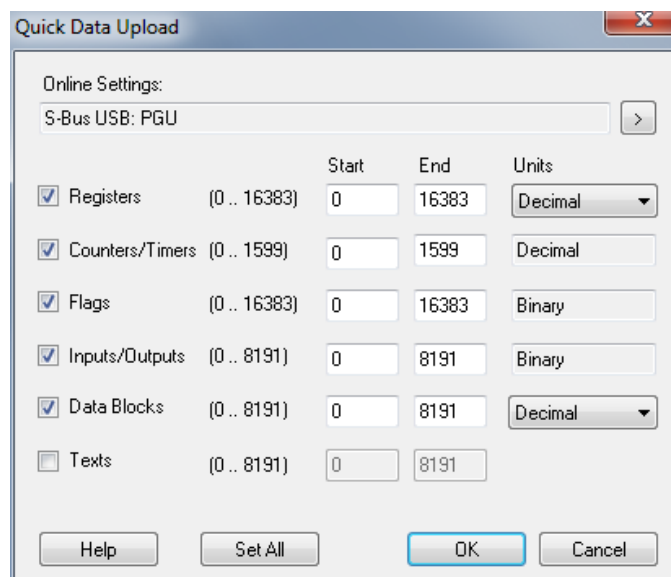 Quick Data Upload
x
Online Settings:
S-Bus USB: PGU
>
Start End Units
Registers (0 .. 16383) 0 16383 Decimal
Counters/Timers (0 .. 1599) 0 1599 Decimal
Flags (0 .. 16383) 0 16383 Binary
Inputs/Outputs (0 .. 8191) 0 8191 Binary
Data Blocks (0 .. 8191) 0 8191 Decimal
Texts (0 .. 8191) 0 8191
Help Set All OK Cancel